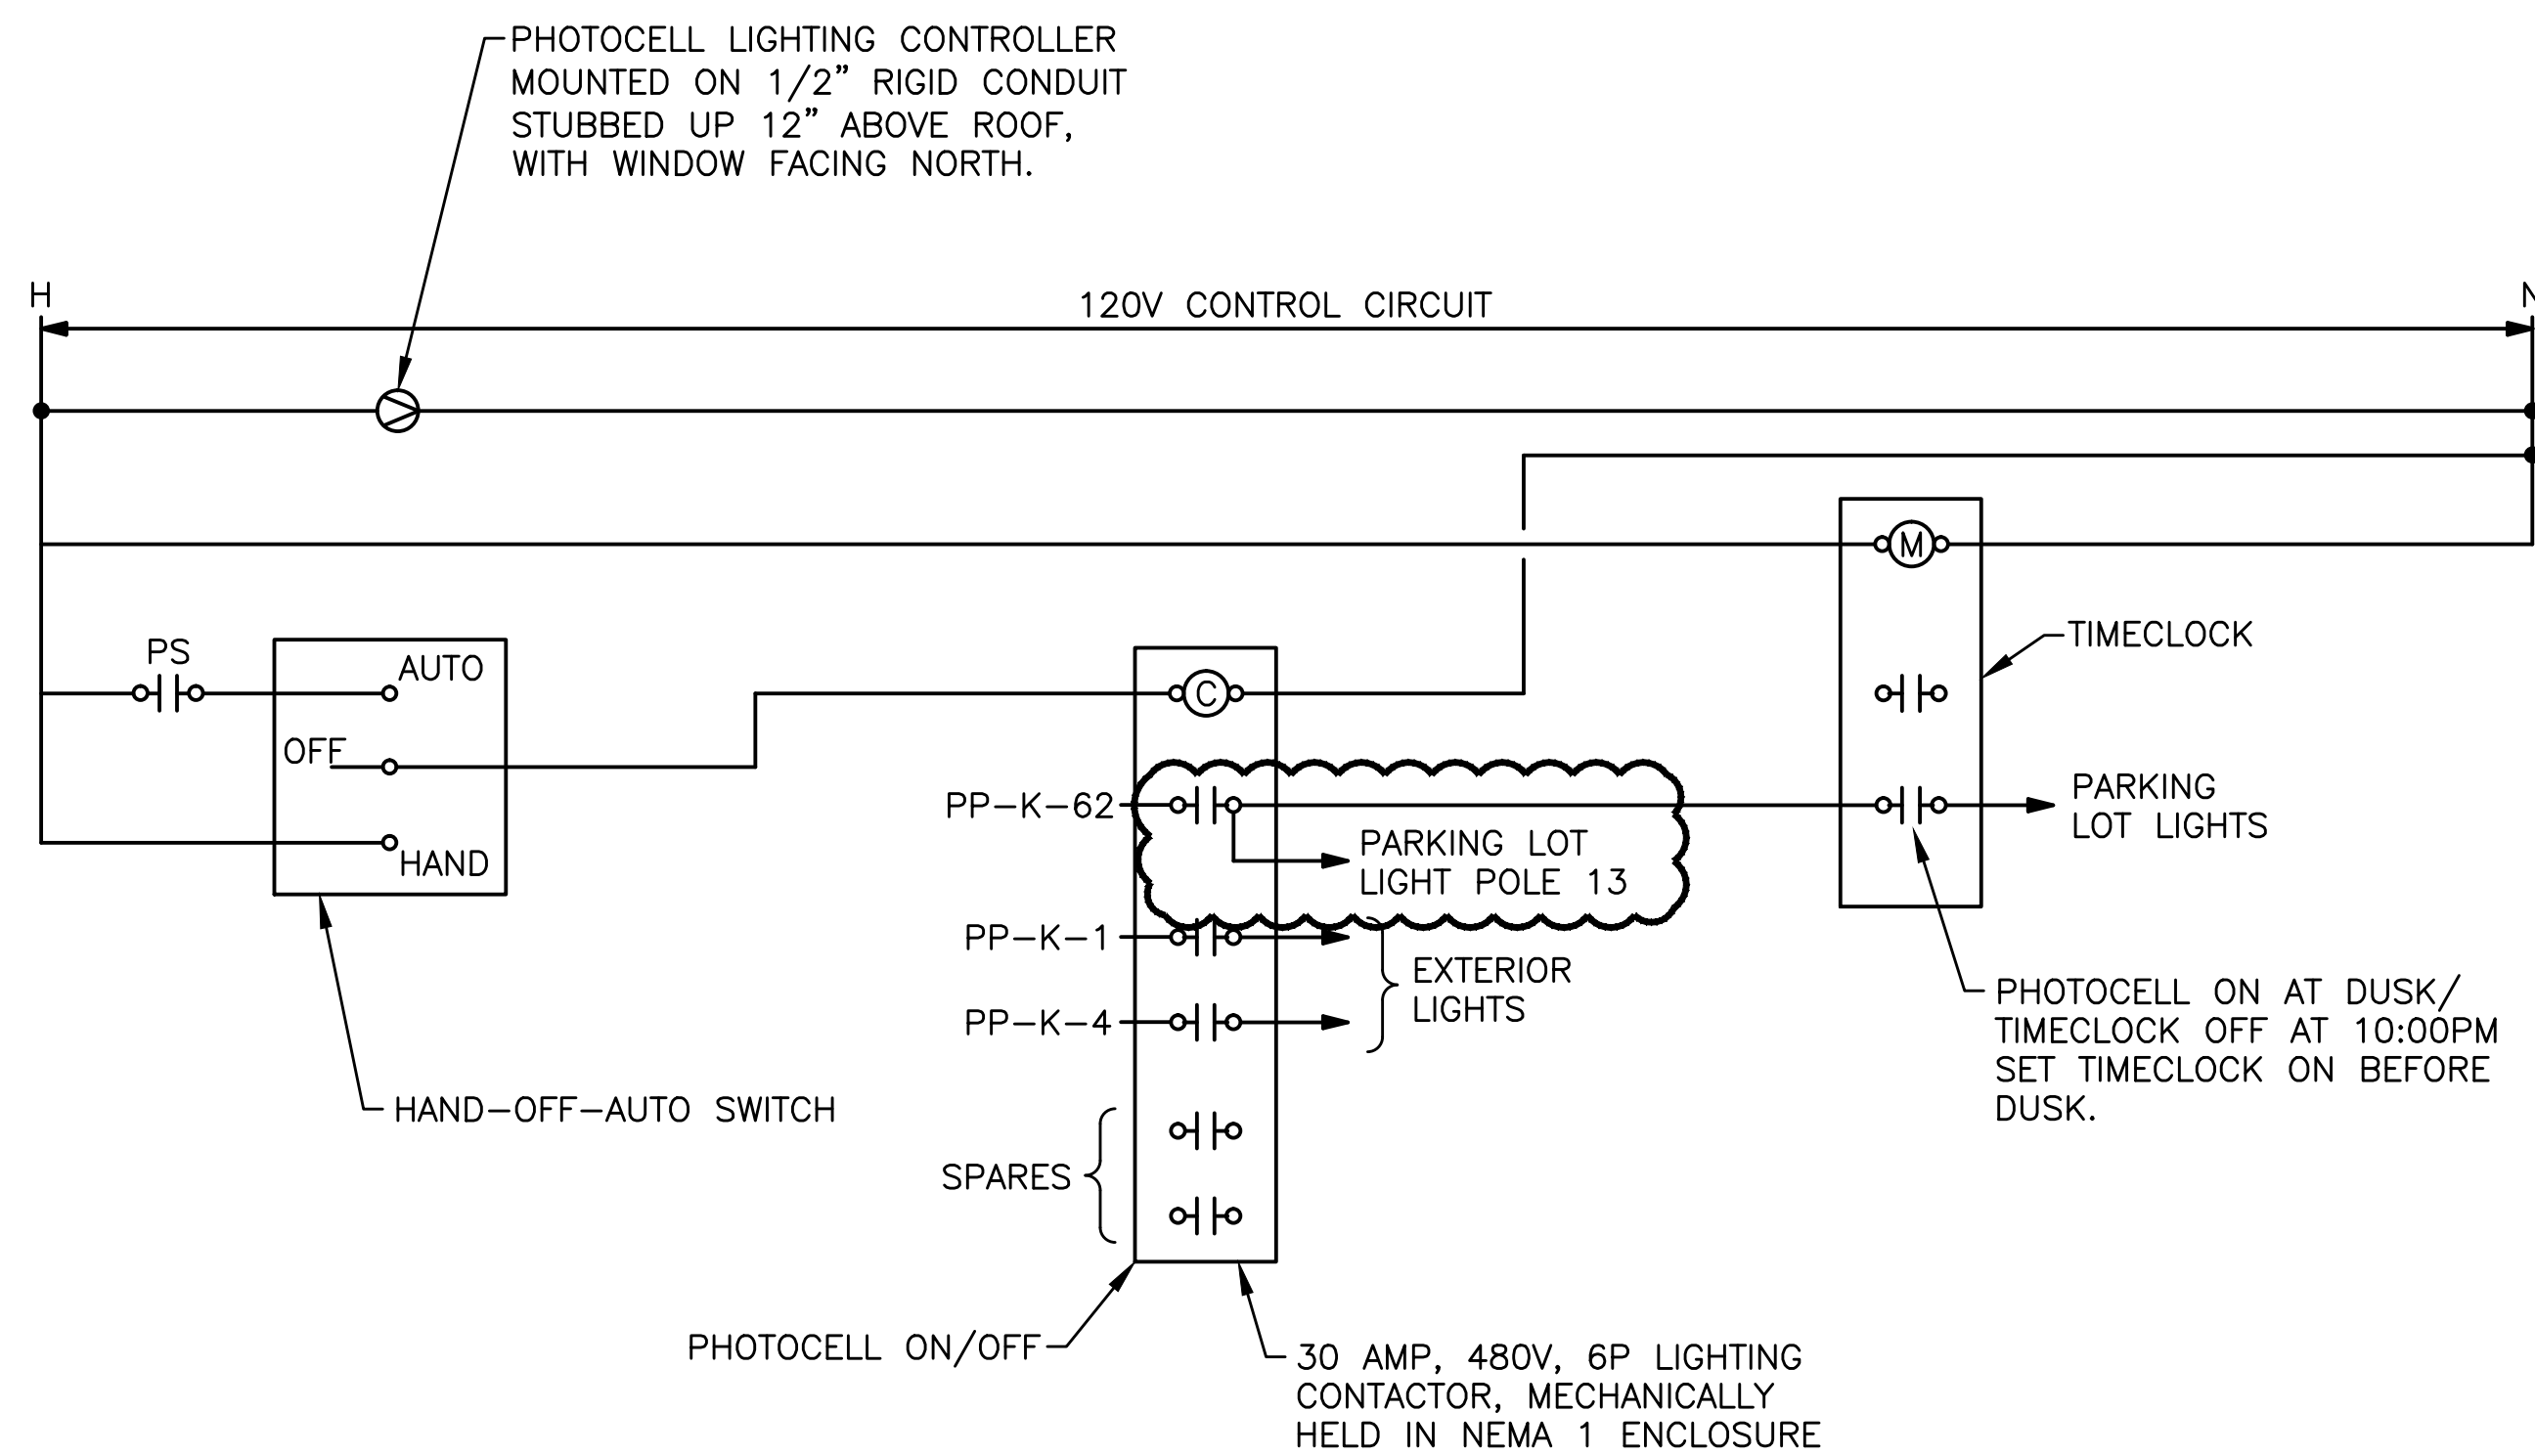 PHOTOCELL LIGHTING CONTROLLER
MOUNTED ON 1/2" RIGID CONDUIT
STUBBED UP 12" ABOVE ROOF,
WITH WINDOW FACING NORTH.
H
120V CONTROL CIRCUIT
N
M
TIMECLOCK
PS
AUTO
OFF
HAND
C
PP-K-62
PARKING LOT
LIGHT POLE 13
PARKING
LOT LIGHTS
PP-K-1
EXTERIOR
LIGHTS
PP-K-4
PHOTOCELL ON AT DUSK/
TIMECLOCK OFF AT 10:00PM
SET TIMECLOCK ON BEFORE
DUSK.
HAND-OFF-AUTO SWITCH
SPARES
PHOTOCELL ON/OFF
30 AMP, 480V, 6P LIGHTING
CONTACTOR, MECHANICALLY
HELD IN NEMA 1 ENCLOSURE